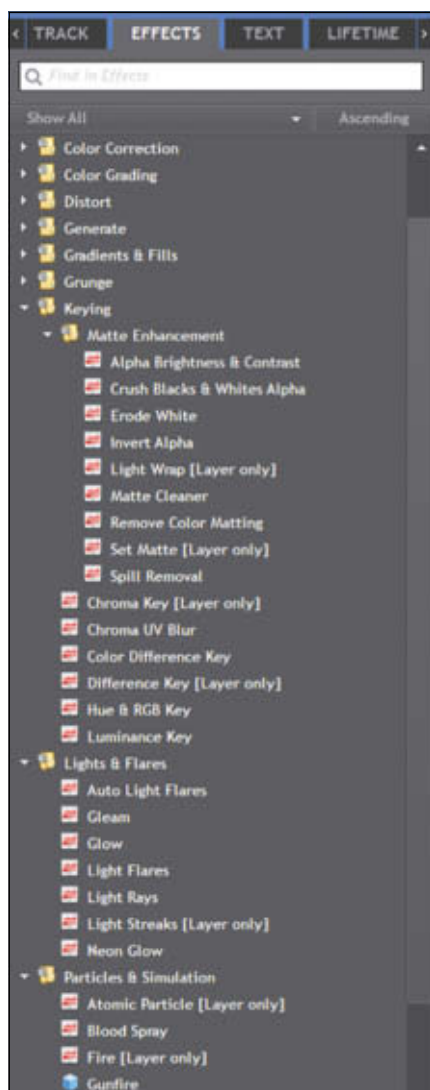 TRACK EFFECTS TEXT LIFETIME
Find in Effects
Show All Ascending
Color Correction
Color Grading
Distort
Generate
Gradients & Fills
Grunge
Keying
Matte Enhancement
Alpha Brightness & Contrast
Crush Blacks & Whites Alpha
Erode White
Invert Alpha
Light Wrap [Layer only]
Matte Cleaner
Remove Color Matting
Set Matte [Layer only]
Spill Removal
Chroma Key [Layer only]
Chroma UV Blur
Color Difference Key
Difference Key [Layer only]
Hue & RGB Key
Luminance Key
Lights & Flares
Auto Light Flares
Gleam
Glow
Light Flares
Light Rays
Light Streaks [Layer only]
Neon Glow
Particles & Simulation
Atomic Particle [Layer only]
Blood Spray
Fire [Layer only]
Gunfire